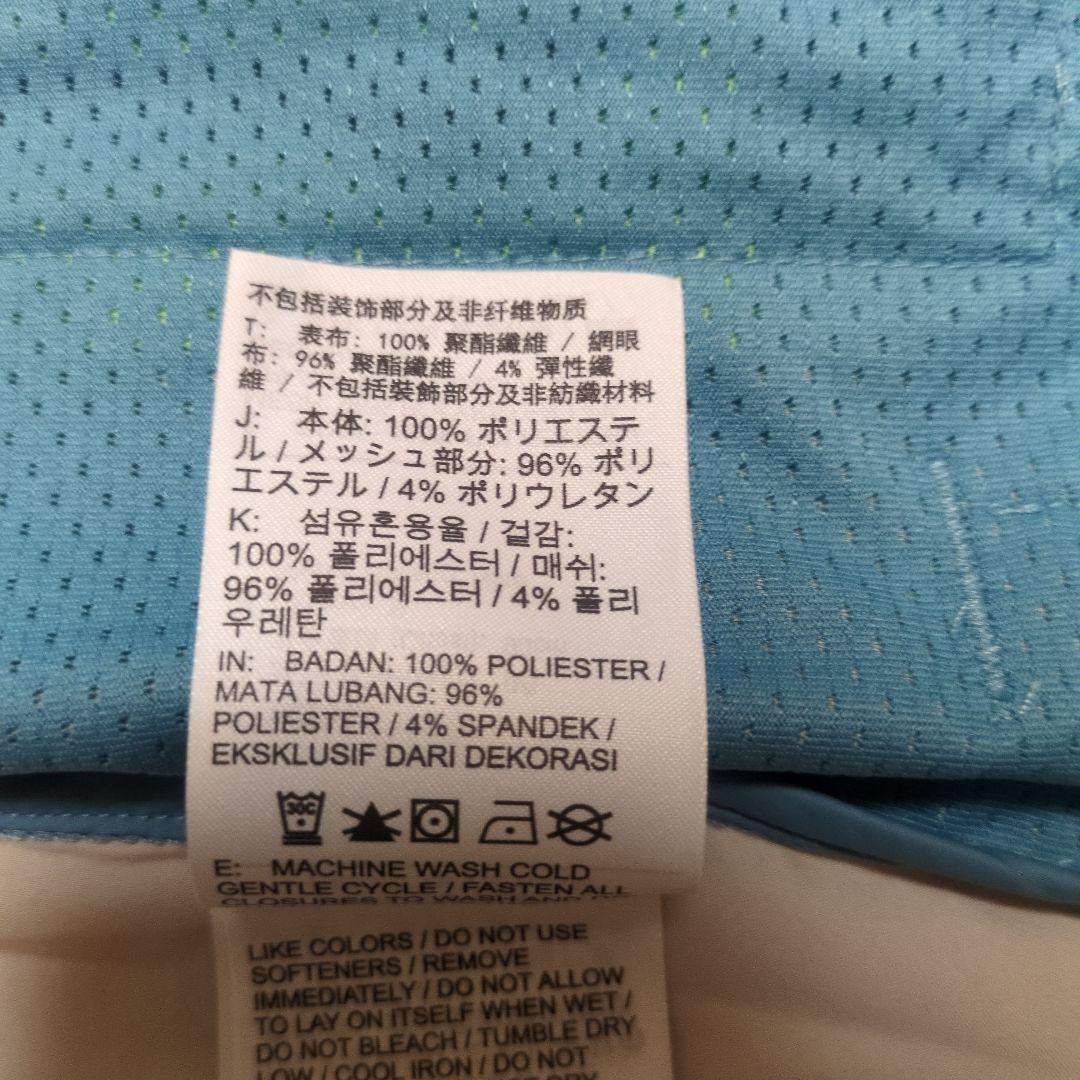 不包括装饰部分及非纤维物质
T: 表布: 100% 聚酯纖維 / 網眼
布: 96% 聚酯纖維 / 4% 彈性纖
維 / 不包括裝飾部分及非紡織材料
J: 本体: 100% ポリエステ
ル / メッシュ部分: 96% ポリ
エステル / 4% ポリウレタン
K: 섬유혼용율 / 겉감:
100% 폴리에스터 / 매쉬:
96% 폴리에스터 / 4% 폴리
우레탄
IN: BADAN: 100% POLIESTER /
MATA LUBANG: 96%
POLIESTER / 4% SPANDEK /
EKSKLUSIF DARI DEKORASI
30C
E: MACHINE WASH COLD
GENTLE CYCLE / FASTEN ALL
CLOSURES TO WASH AND
LIKE COLORS / DO NOT USE
SOFTENERS / REMOVE
IMMEDIATELY / DO NOT ALLOW
TO LAY ON ITSELF WHEN WET /
DO NOT BLEACH / TUMBLE DRY
LOW / COOL IRON / DO NOT